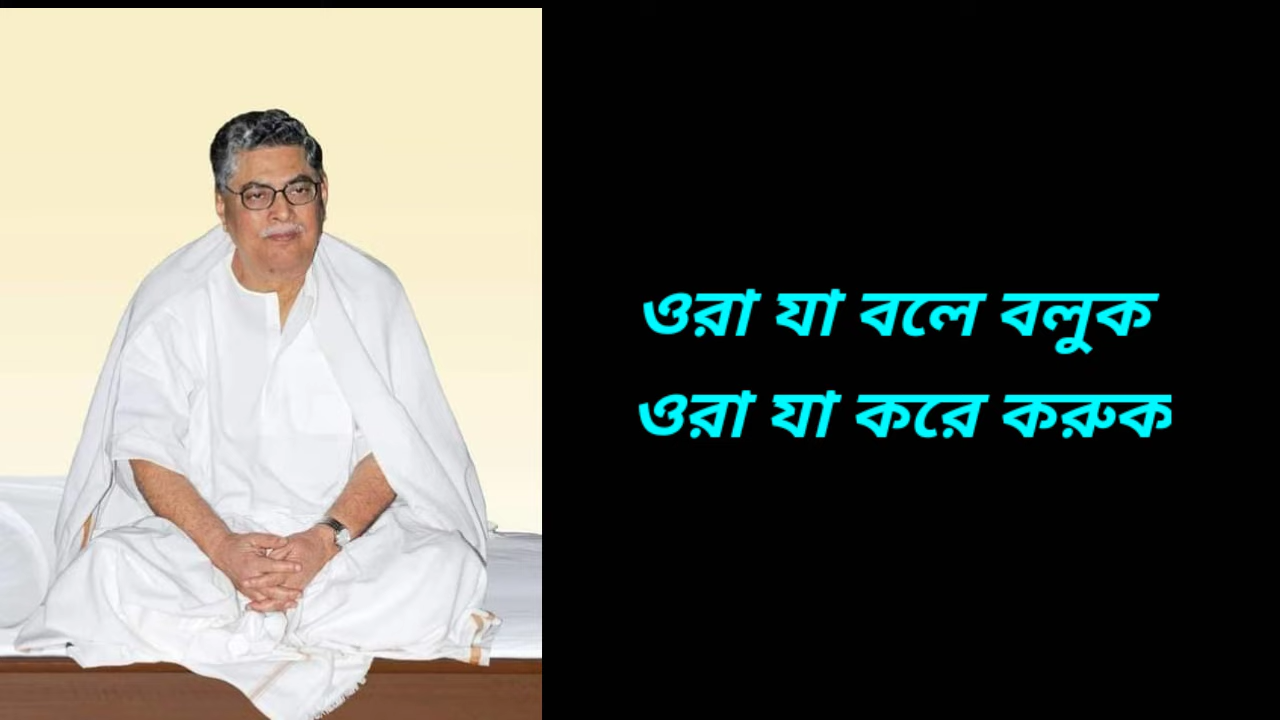 ওরা যা বলে বলুক
ওরা যা করে করুক